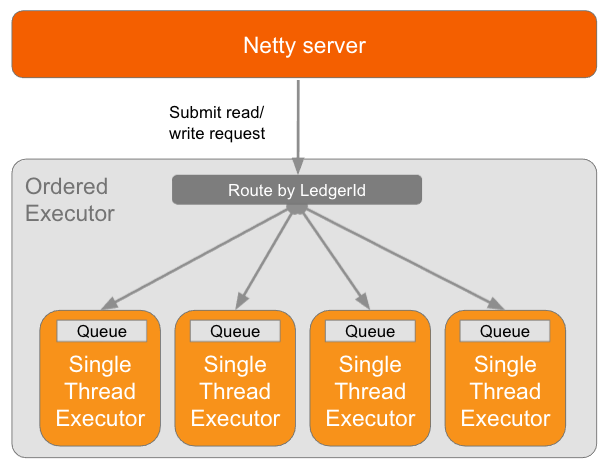 Netty server
Submit read/
write request
Ordered
Executor
Route by LedgerId
Queue
Single
Thread
Executor
Queue
Single
Thread
Executor
Queue
Single
Thread
Executor
Queue
Single
Thread
Executor